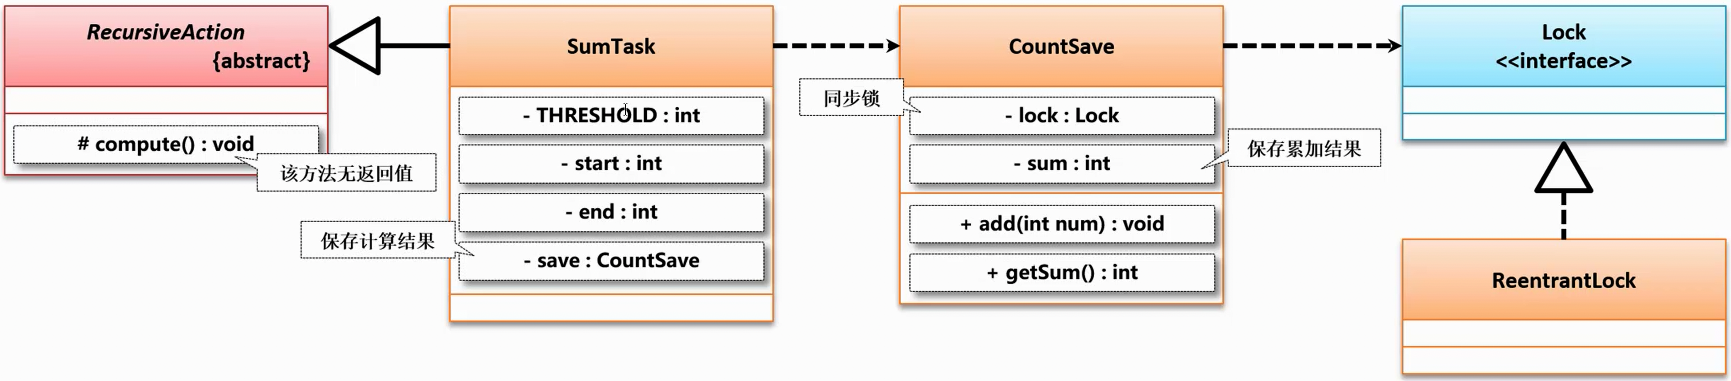 RecursiveAction
{abstract}
# compute() : void
该方法无返回值
SumTask
- THRESHOLD : int
- start : int
- end : int
- save : CountSave
保存计算结果
CountSave
同步锁
- lock : Lock
- sum : int
保存累加结果
+ add(int num) : void
+ getSum() : int
Lock
<<interface>>
ReentrantLock